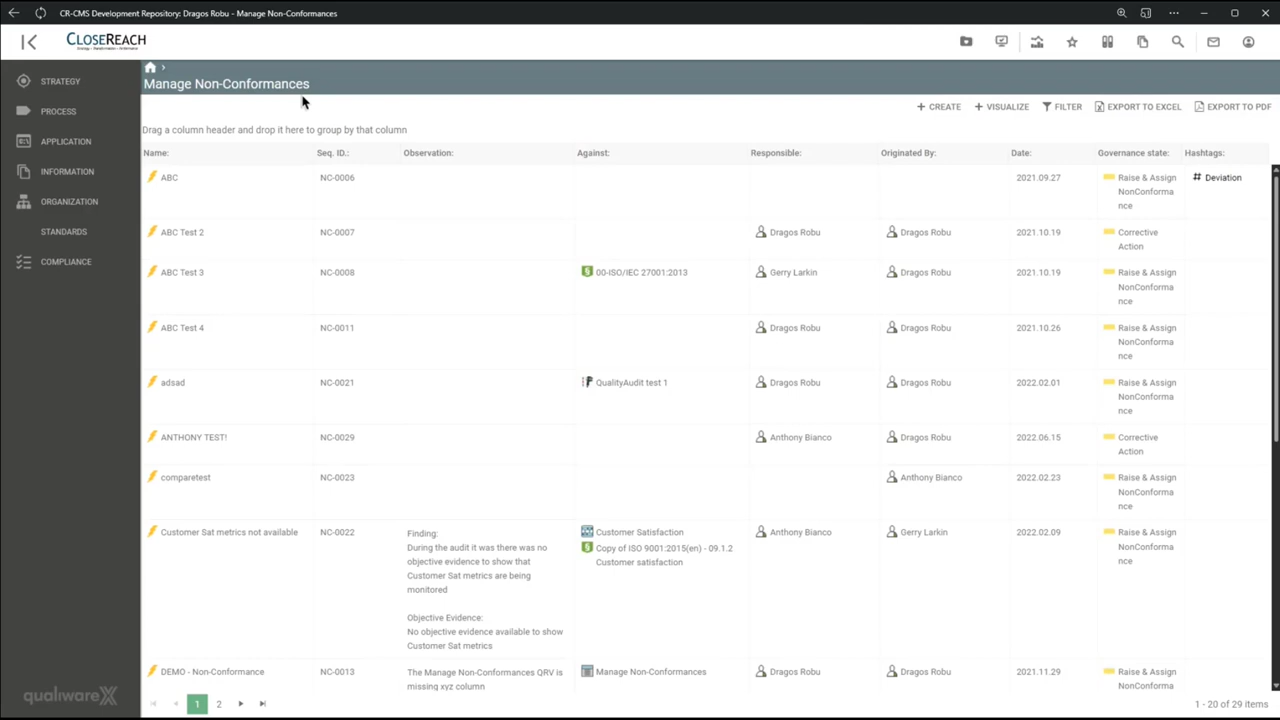 CR-CMS Development Repository: Dragos Robu - Manage Non-Conformances
CLOSEREACH
STRATEGY
PROCESS
APPLICATION
INFORMATION
ORGANIZATION
STANDARDS
COMPLIANCE
qualiwareX
Manage Non-Conformances
+ CREATE + VISUALIZE FILTER EXPORT TO EXCEL EXPORT TO PDF
Drag a column header and drop it here to group by that column
Name: Seq. ID.: Observation: Against: Responsible: Originated By: Date: Governance state: Hashtags:
ABC NC-0006 2021.09.27 Raise & Assign # Deviation
NonConforma
nce
ABC Test 2 NC-0007 Dragos Robu Dragos Robu 2021.10.19 Corrective
Action
ABC Test 3 NC-0008 00-ISO/IEC 27001:2013 Gerry Larkin Dragos Robu 2021.10.19 Raise & Assign
NonConforma
nce
ABC Test 4 NC-0011 Dragos Robu Dragos Robu 2021.10.26 Raise & Assign
NonConforma
nce
adsad NC-0021 QualityAudit test 1 Dragos Robu Dragos Robu 2022.02.01 Raise & Assign
NonConforma
nce
ANTHONY TEST! NC-0029 Anthony Bianco Dragos Robu 2022.06.15 Corrective
Action
comparetest NC-0023 Anthony Bianco 2022.02.23 Raise & Assign
NonConforma
nce
Customer Sat metrics not available NC-0022 Finding: Customer Satisfaction Anthony Bianco Gerry Larkin 2022.02.09 Raise & Assign
During the audit it was there was no Copy of ISO 9001:2015(en) - 09.1.2 NonConforma
objective evidence to show that Customer satisfaction nce
Customer Sat metrics are being
monitored
Objective Evidence:
No objective evidence available to show
Customer Sat metrics
DEMO - Non-Conformance NC-0013 The Manage Non-Conformances QRV is Manage Non-Conformances Dragos Robu Dragos Robu 2021.11.29 Raise & Assign
missing xyz column NonConforma
1 2 1 - 20 of 29 items